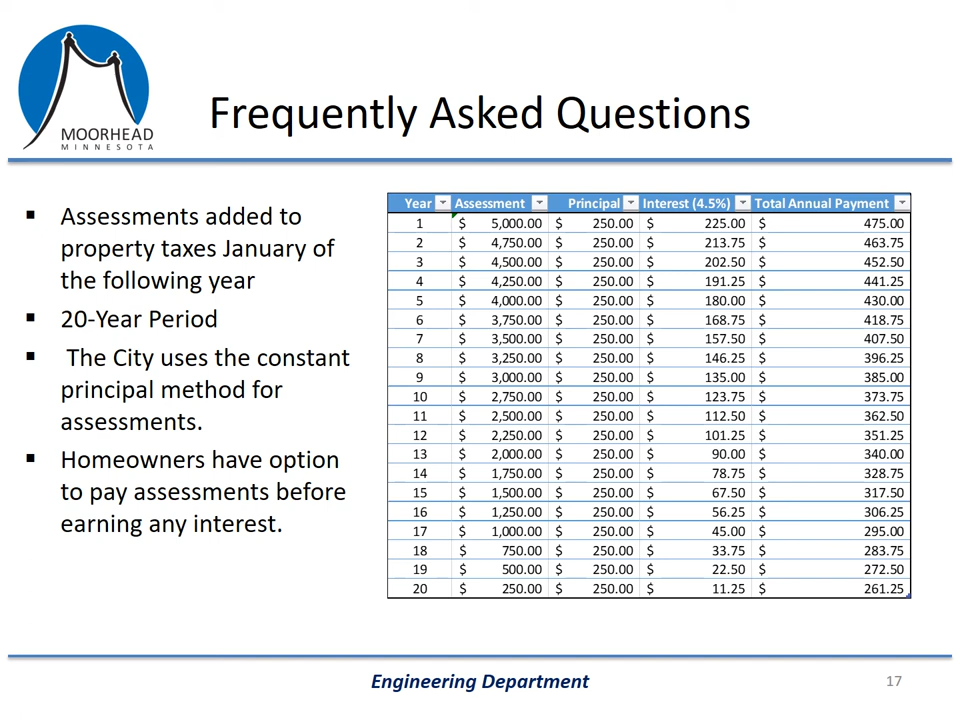 MOORHEAD
MINNESOTA
Frequently Asked Questions
▪ Assessments added to
property taxes January of
the following year
▪ 20-Year Period
▪ The City uses the constant
principal method for
assessments.
▪ Homeowners have option
to pay assessments before
earning any interest.
Year Assessment Principal Interest (4.5%) Total Annual Payment
1 $ 5,000.00 $ 250.00 $ 225.00 $ 475.00
2 $ 4,750.00 $ 250.00 $ 213.75 $ 463.75
3 $ 4,500.00 $ 250.00 $ 202.50 $ 452.50
4 $ 4,250.00 $ 250.00 $ 191.25 $ 441.25
5 $ 4,000.00 $ 250.00 $ 180.00 $ 430.00
6 $ 3,750.00 $ 250.00 $ 168.75 $ 418.75
7 $ 3,500.00 $ 250.00 $ 157.50 $ 407.50
8 $ 3,250.00 $ 250.00 $ 146.25 $ 396.25
9 $ 3,000.00 $ 250.00 $ 135.00 $ 385.00
10 $ 2,750.00 $ 250.00 $ 123.75 $ 373.75
11 $ 2,500.00 $ 250.00 $ 112.50 $ 362.50
12 $ 2,250.00 $ 250.00 $ 101.25 $ 351.25
13 $ 2,000.00 $ 250.00 $ 90.00 $ 340.00
14 $ 1,750.00 $ 250.00 $ 78.75 $ 328.75
15 $ 1,500.00 $ 250.00 $ 67.50 $ 317.50
16 $ 1,250.00 $ 250.00 $ 56.25 $ 306.25
17 $ 1,000.00 $ 250.00 $ 45.00 $ 295.00
18 $ 750.00 $ 250.00 $ 33.75 $ 283.75
19 $ 500.00 $ 250.00 $ 22.50 $ 272.50
20 $ 250.00 $ 250.00 $ 11.25 $ 261.25
Engineering Department
17